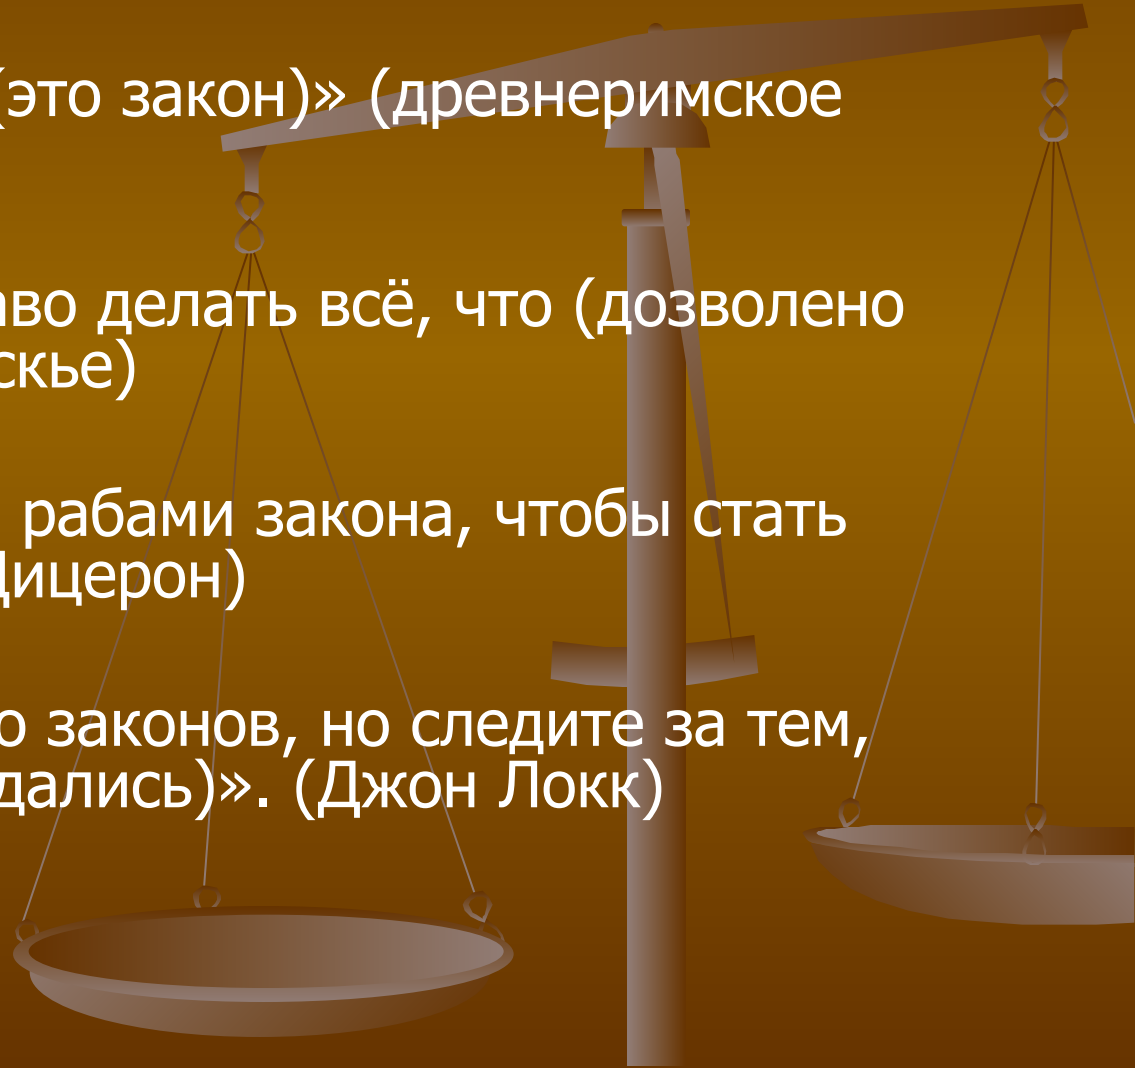 (это закон)» (древнеримское
аво делать всё, что (дозволено
скье)
рабами закона, чтобы стать
Цицерон)
о законов, но следите за тем,
дались)». (Джон Локк)